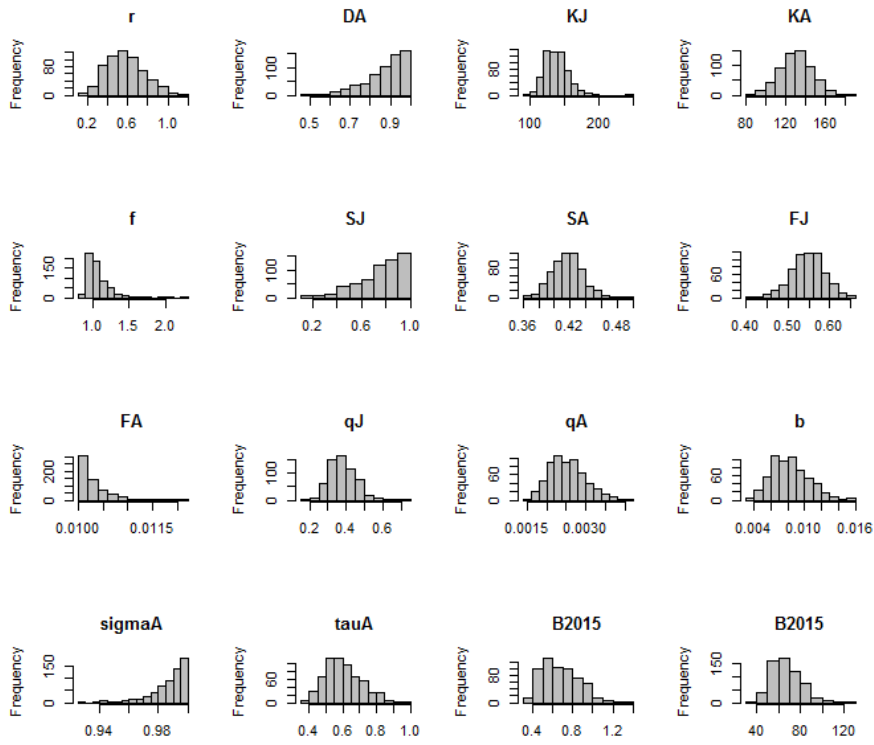 r DA KJ KA
Frequency Frequency Frequency Frequency
0 80 0 100 0 80 0 100
0.2 0.6 1.0 0.5 0.7 0.9 100 200 80 120 160
f SJ SA FJ
Frequency Frequency Frequency Frequency
0 150 0 100 0 80 0 60
1.0 1.5 2.0 0.2 0.6 1.0 0.36 0.42 0.48 0.40 0.50 0.60
FA qJ qA b
Frequency Frequency Frequency Frequency
0 200 0 100 0 60 0 60
0.0100 0.0115 0.2 0.4 0.6 0.0015 0.0030 0.004 0.010 0.016
sigmaA tauA B2015 B2015
Frequency Frequency Frequency Frequency
0 150 0 60 0 80 0 150
0.94 0.98 0.4 0.6 0.8 1.0 0.4 0.8 1.2 40 80 120